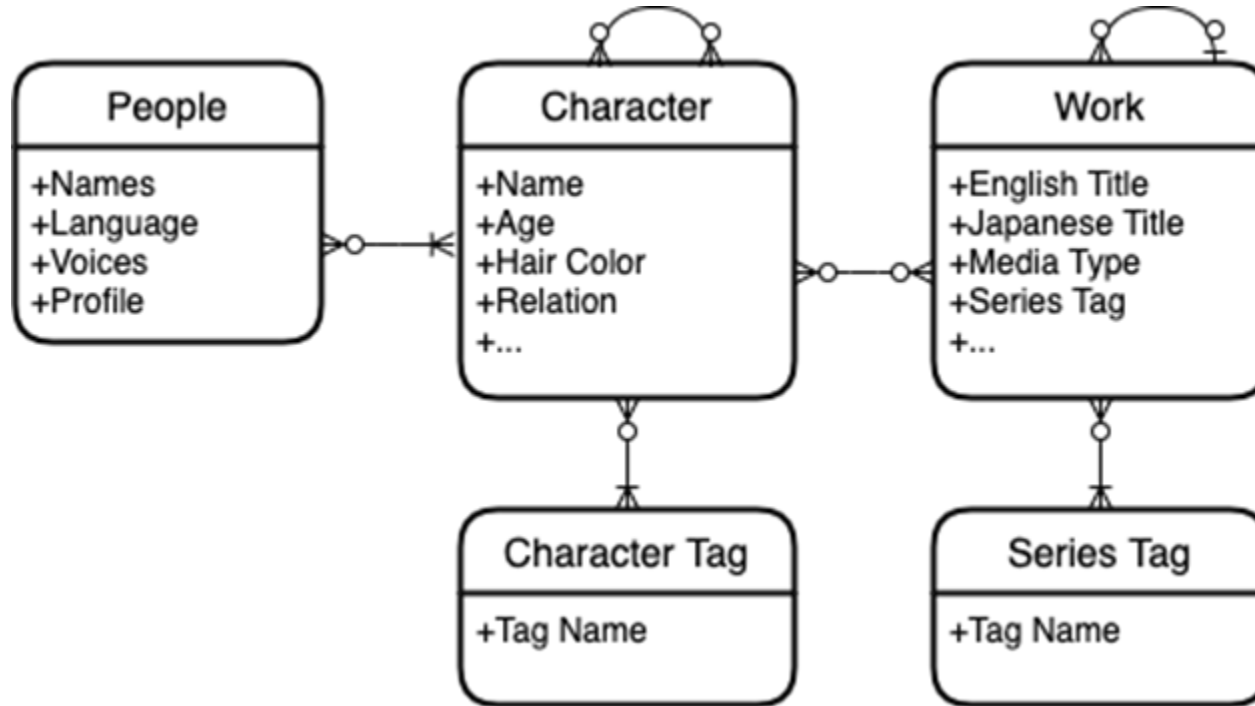 People
+Names
+Language
+Voices
+Profile
Character
+Name
+Age
+Hair Color
+Relation
+...
Work
+English Title
+Japanese Title
+Media Type
+Series Tag
+...
Character Tag
+Tag Name
Series Tag
+Tag Name